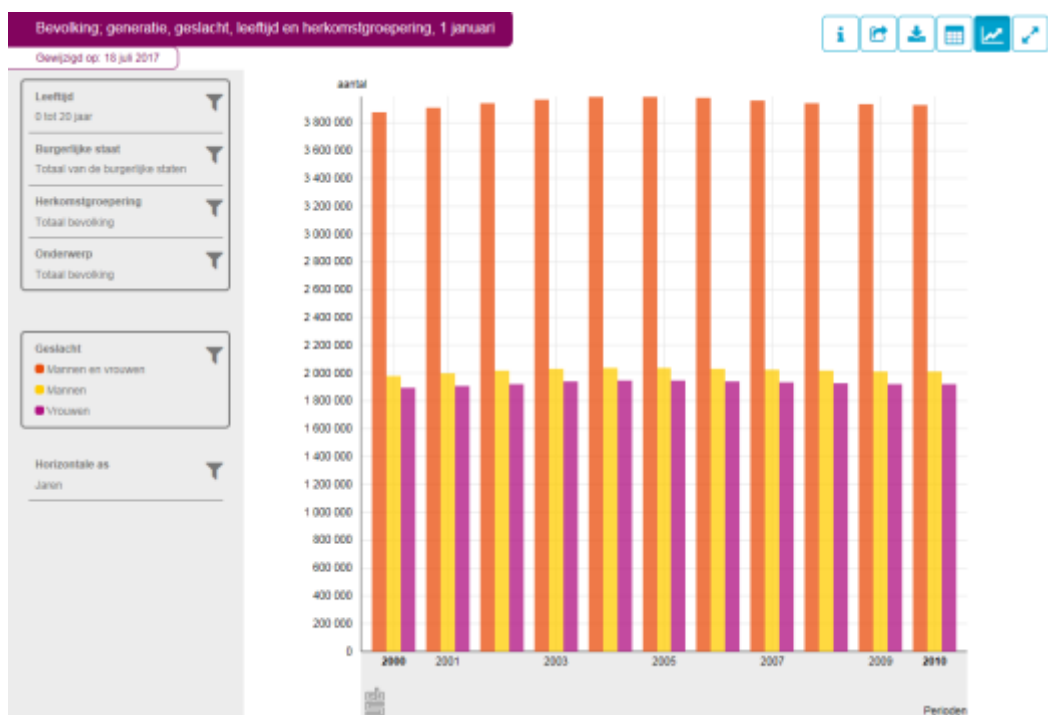 Bevolking; generatie, geslacht, leeftijd en herkomstgroepering, 1 januari
Gewijzigd op: 18 juli 2017
Leeftijd
0 tot 20 jaar
Burgerlijke staat
Totaal van de burgerlijke staten
Herkomstgroepering
Totaal bevolking
Onderwerp
Totaal bevolking
Geslacht
Mannen en vrouwen
Mannen
Vrouwen
Horizontale as
Jaren
i
aantal
3 800 000
3 600 000
3 400 000
3 200 000
3 000 000
2 800 000
2 600 000
2 400 000
2 200 000
2 000 000
1 800 000
1 600 000
1 400 000
1 200 000
1 000 000
800 000
600 000
400 000
200 000
0
2000 2001 2003 2005 2007 2009 2010
Perioden